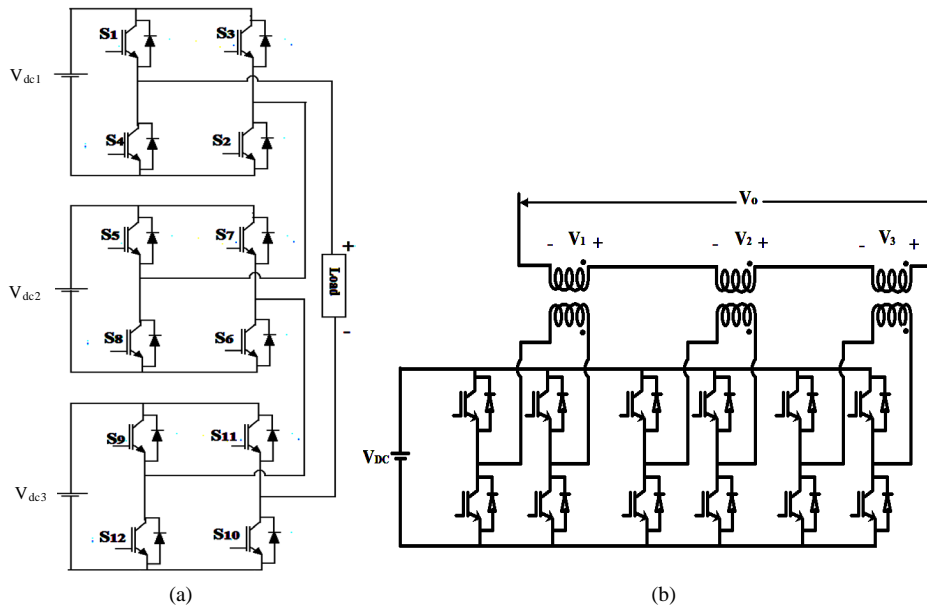 S1
S3
Vdc1
S4
S2
S5
S7
Vdc2
S8
S6
S9
S11
Vdc3
S12
S10
+
Load
-
(a)
Vo
- V1 +
- V2 +
- V3 +
VDC
(b)